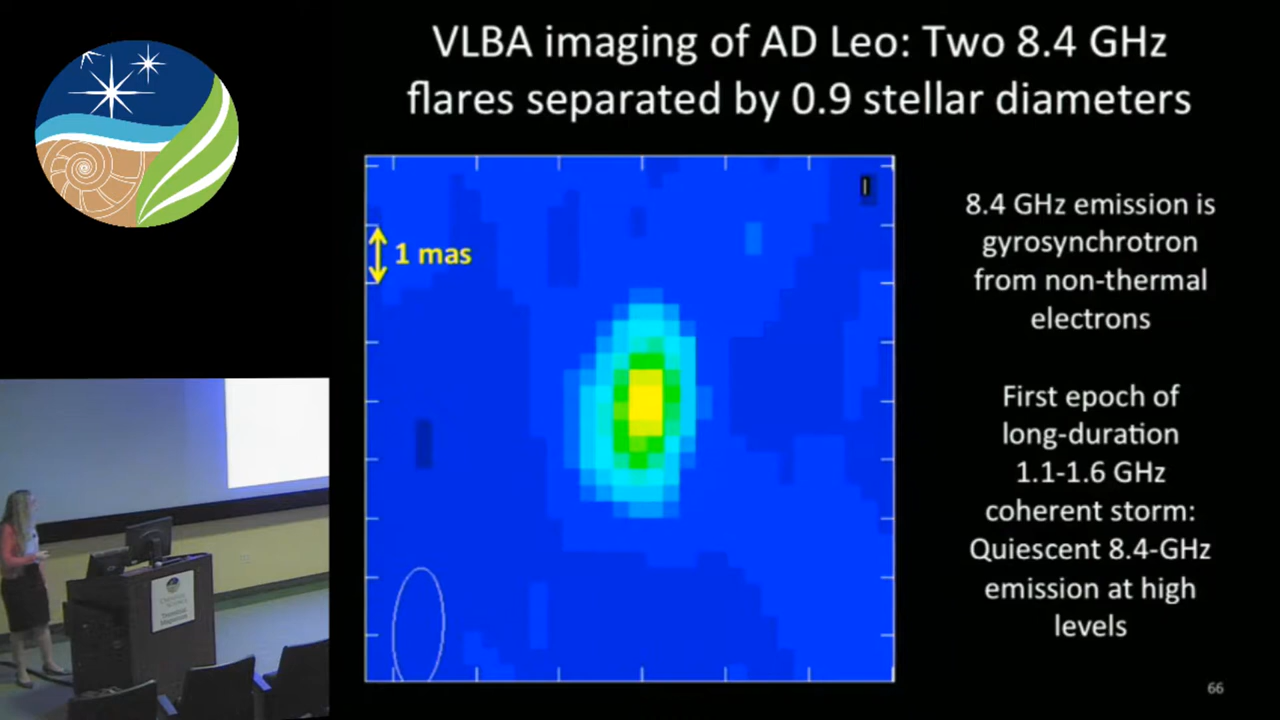 VLBA imaging of AD Leo: Two 8.4 GHz
flares separated by 0.9 stellar diameters
1 mas
8.4 GHz emission is
gyrosynchrotron
from non-thermal
electrons
First epoch of
long-duration
1.1-1.6 GHz
coherent storm:
Quiescent 8.4-GHz
emission at high
levels
66